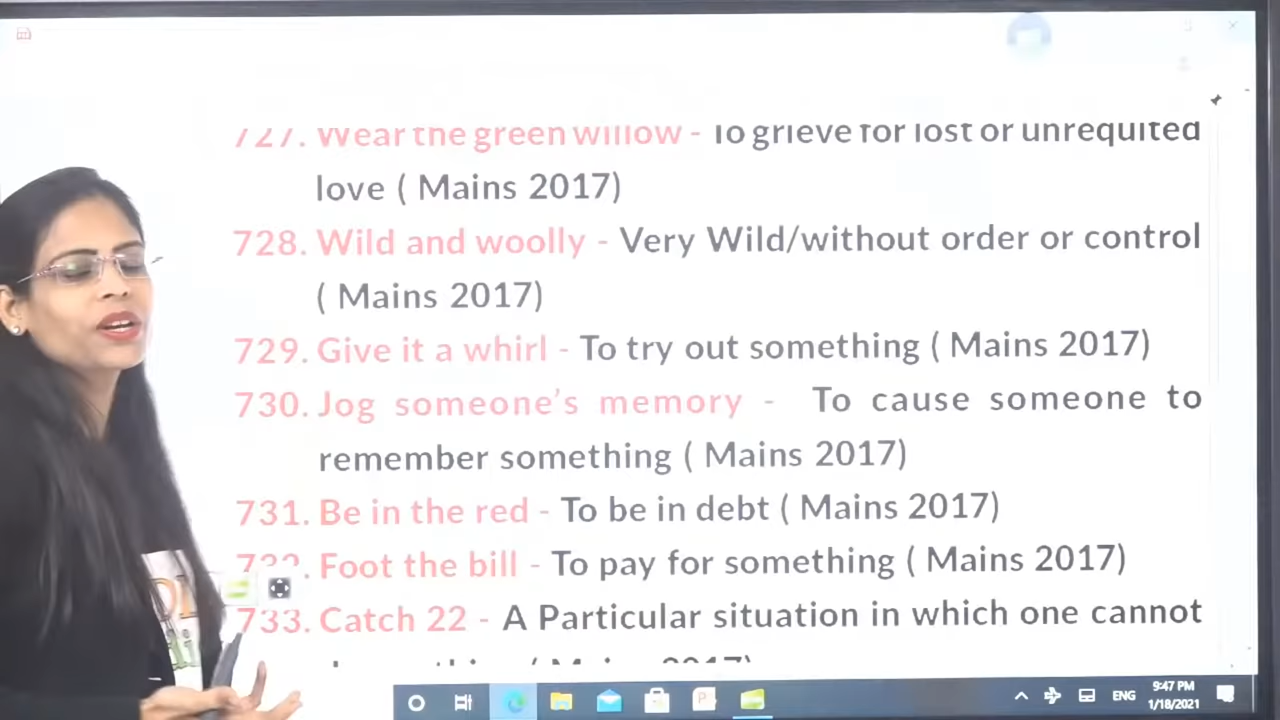 727. Wear the green willow - To grieve for lost or unrequited
love ( Mains 2017)
728. Wild and woolly - Very Wild/without order or control
( Mains 2017)
729. Give it a whirl - To try out something ( Mains 2017)
730. Jog someone's memory - To cause someone to
remember something ( Mains 2017)
731. Be in the red - To be in debt ( Mains 2017)
732. Foot the bill - To pay for something ( Mains 2017)
733. Catch 22 - A Particular situation in which one cannot
ENG
9:47 PM
1/18/2021